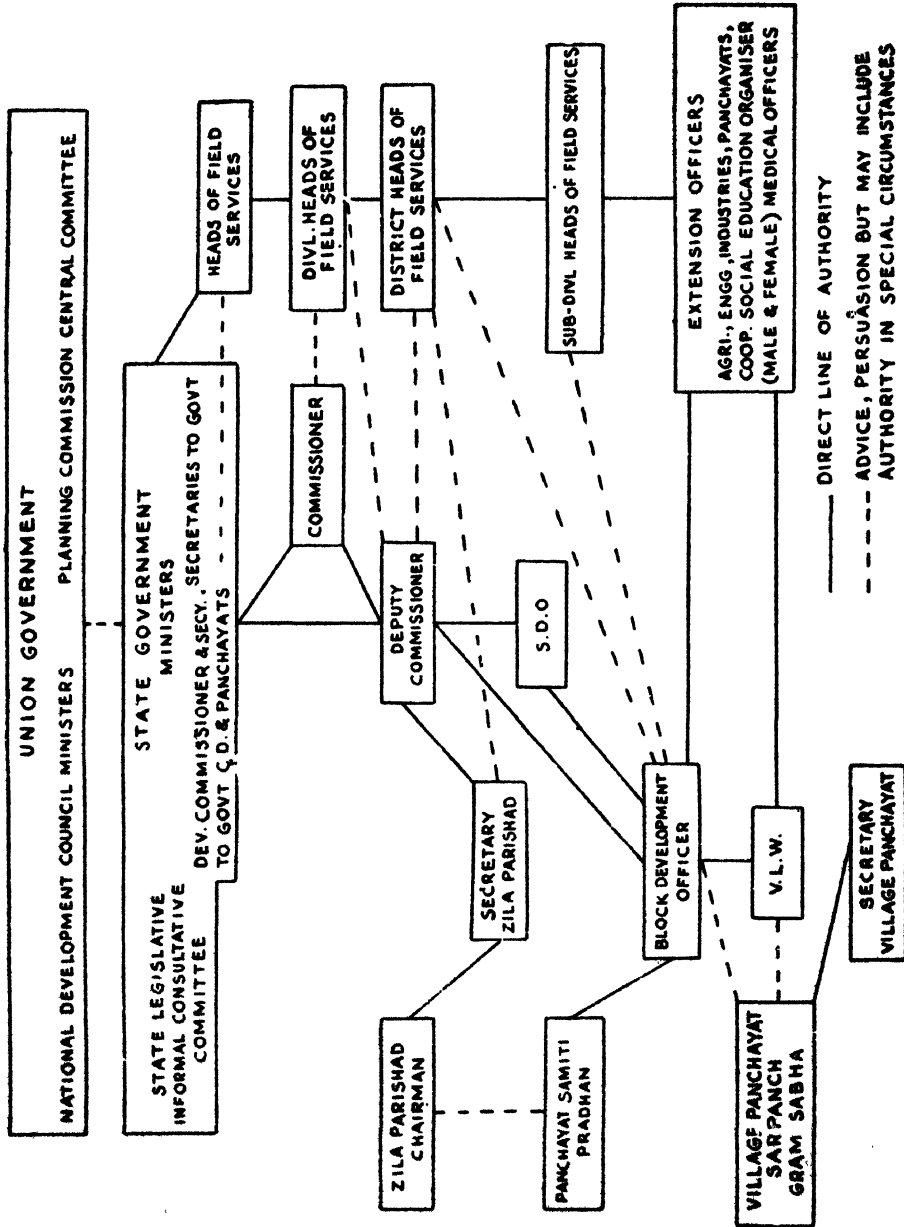 UNION GOVERNMENT
NATIONAL DEVELOPMENT COUNCIL MINISTERS PLANNING COMMISSION CENTRAL COMMITTEE
STATE LEGISLATIVE
INFORMAL CONSULTATIVE
COMMITTEE
STATE GOVERNMENT
MINISTERS
DEV. COMMISSIONER & SECY. SECRETARIES TO GOVT
TO GOVT C.D. & PANCHAYATS
HEADS OF FIELD
SERVICES
COMMISSIONER
DIVL. HEADS OF
FIELD SERVICES
ZILA PARISHAD
CHAIRMAN
SECRETARY
ZILA PARISHAD
DEPUTY
COMMISSIONER
DISTRICT HEADS OF
FIELD SERVICES
S.D.O
PANCHAYAT SAMITI
PRADHAN
SUB-DIVL HEADS OF FIELD SERVICES
BLOCK DEVELOPMENT
OFFICER
EXTENSION OFFICERS
AGRI., ENGG, INDUSTRIES, PANCHAYATS,
COOP. SOCIAL EDUCATION ORGANISER
(MALE & FEMALE) MEDICAL OFFICERS
VILLAGE PANCHAYAT
SARPANCH
GRAM SABHA
V.L.W.
SECRETARY
VILLAGE PANCHAYAT
DIRECT LINE OF AUTHORITY
ADVICE, PERSUASION BUT MAY INCLUDE
AUTHORITY IN SPECIAL CIRCUMSTANCES